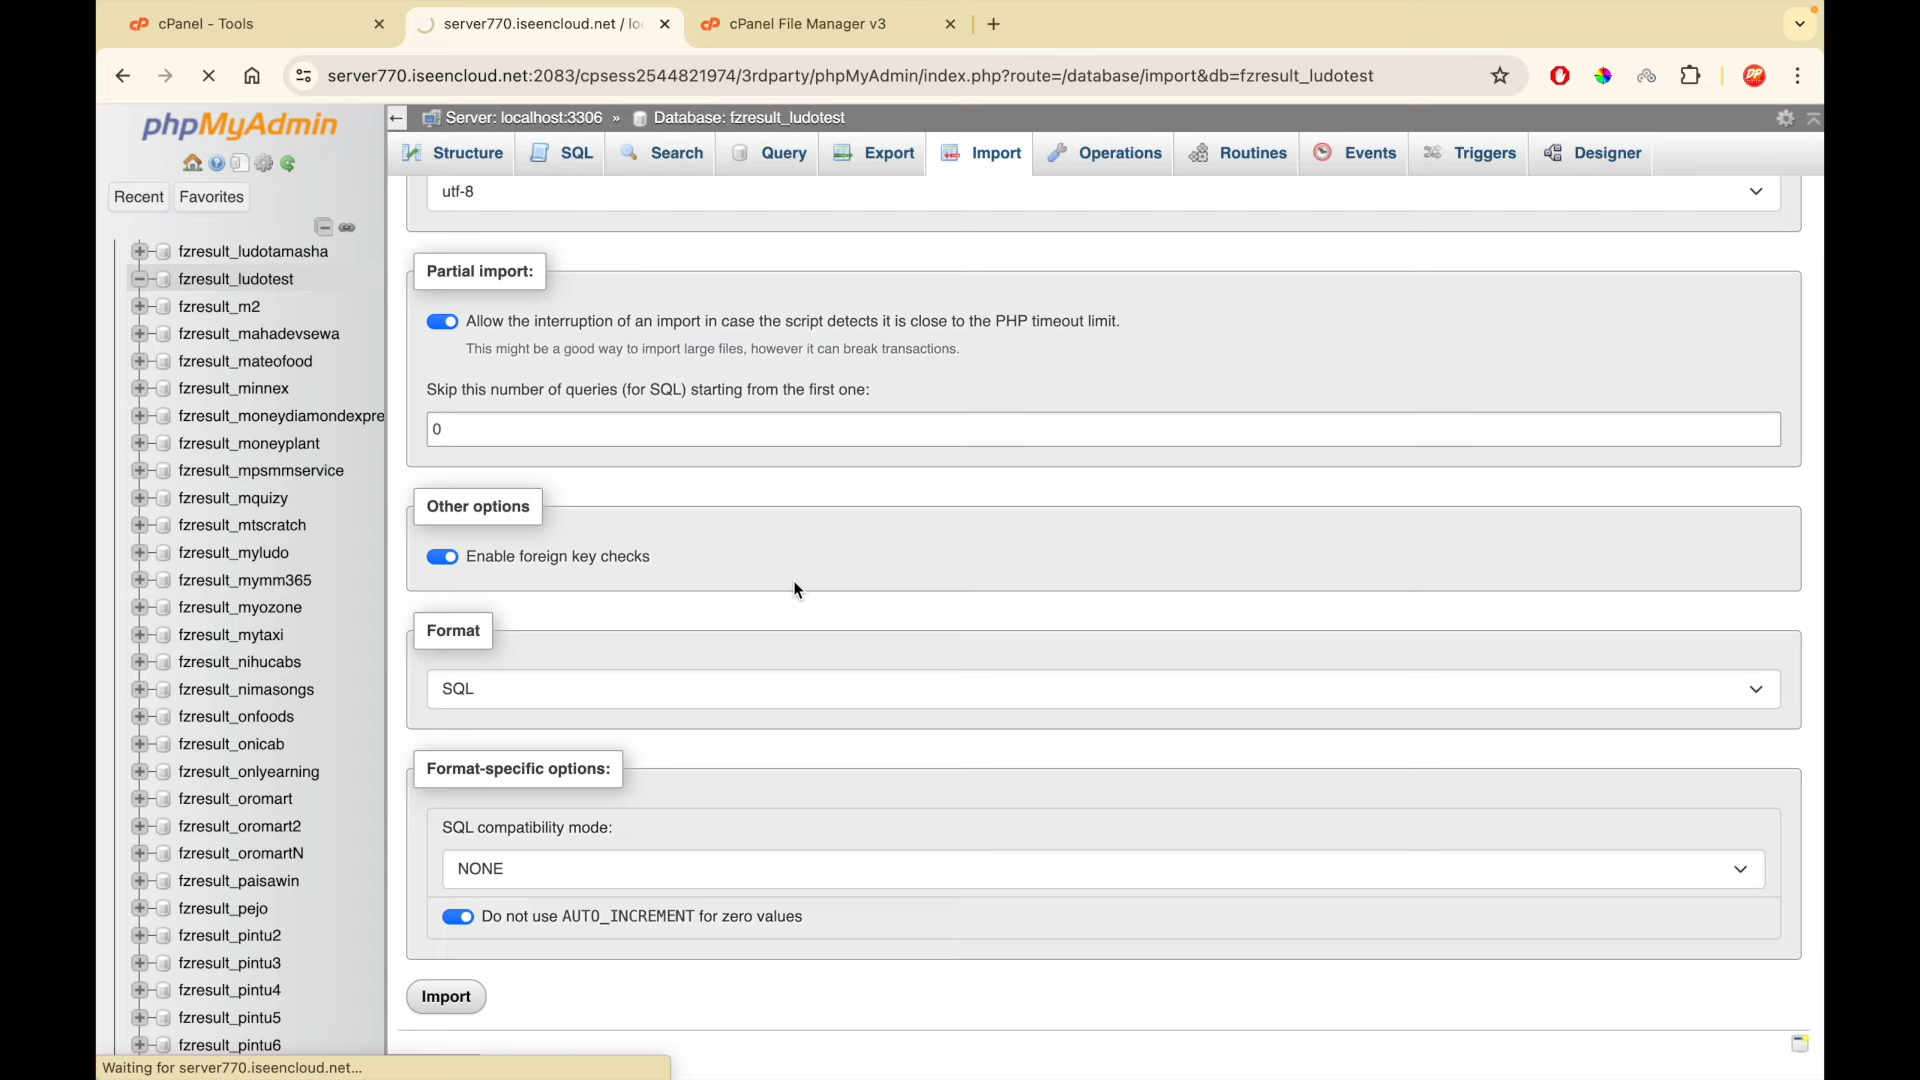 cPanel - Tools
server770.iseencloud.net / lo
cPanel File Manager v3
server770.iseencloud.net:2083/cpsess2544821974/3rdparty/phpMyAdmin/index.php?route=/database/import&db=fzresult_ludotest
phpMyAdmin
Recent
Favorites
fzresult_ludotamasha
fzresult_ludotest
fzresult_m2
fzresult_mahadevsewa
fzresult_mateofood
fzresult_minnex
fzresult_moneydiamondexpre
fzresult_moneyplant
fzresult_mpsmmservice
fzresult_mquizy
fzresult_mtscratch
fzresult_myludo
fzresult_mymm365
fzresult_myozone
fzresult_mytaxi
fzresult_nihucabs
fzresult_nimasongs
fzresult_onfoods
fzresult_onicab
fzresult_onlyearning
fzresult_oromart
fzresult_oromart2
fzresult_oromartN
fzresult_paisawin
fzresult_pejo
fzresult_pintu2
fzresult_pintu3
fzresult_pintu4
fzresult_pintu5
fzresult_pintu6
Waiting for server770.iseencloud.net...
Server: localhost:3306 » Database: fzresult_ludotest
Structure SQL Search Query Export Import Operations Routines Events Triggers Designer
utf-8
Partial import:
Allow the interruption of an import in case the script detects it is close to the PHP timeout limit.
This might be a good way to import large files, however it can break transactions.
Skip this number of queries (for SQL) starting from the first one:
0
Other options
Enable foreign key checks
Format
SQL
Format-specific options:
SQL compatibility mode:
NONE
Do not use AUTO_INCREMENT for zero values
Import